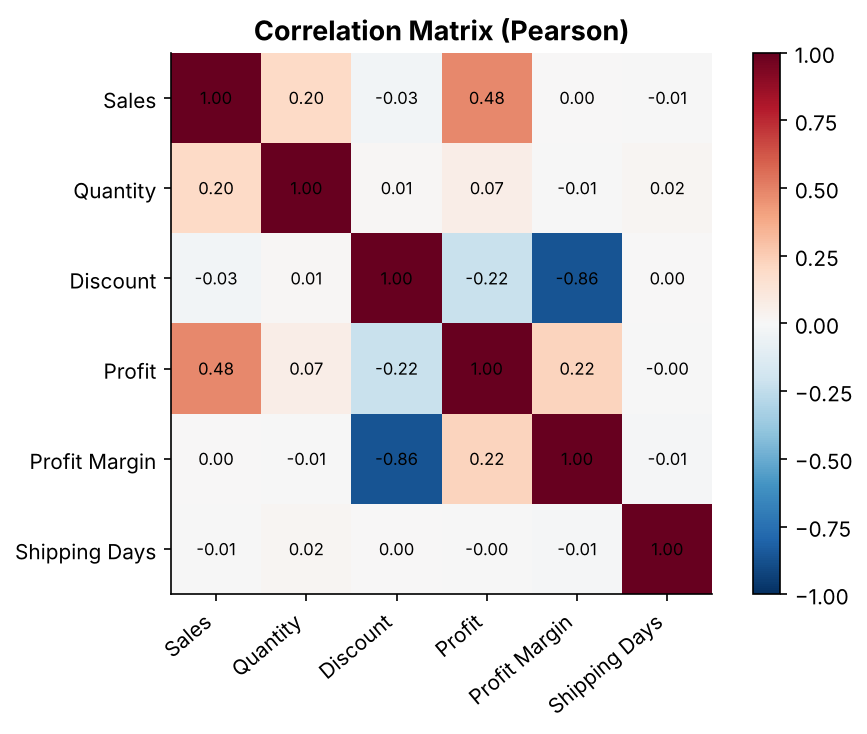 Correlation Matrix (Pearson)
Sales 1.00 0.20 -0.03 0.48 0.00 -0.01
Quantity 0.20 1.00 0.01 0.07 -0.01 0.02
Discount -0.03 0.01 1.00 -0.22 -0.86 0.00
Profit 0.48 0.07 -0.22 1.00 0.22 -0.00
Profit Margin 0.00 -0.01 -0.86 0.22 1.00 -0.01
Shipping Days -0.01 0.02 0.00 -0.00 -0.01 1.00
Sales Quantity Discount Profit Profit Margin Shipping Days
1.00
0.75
0.50
0.25
0.00
−0.25
−0.50
−0.75
−1.00